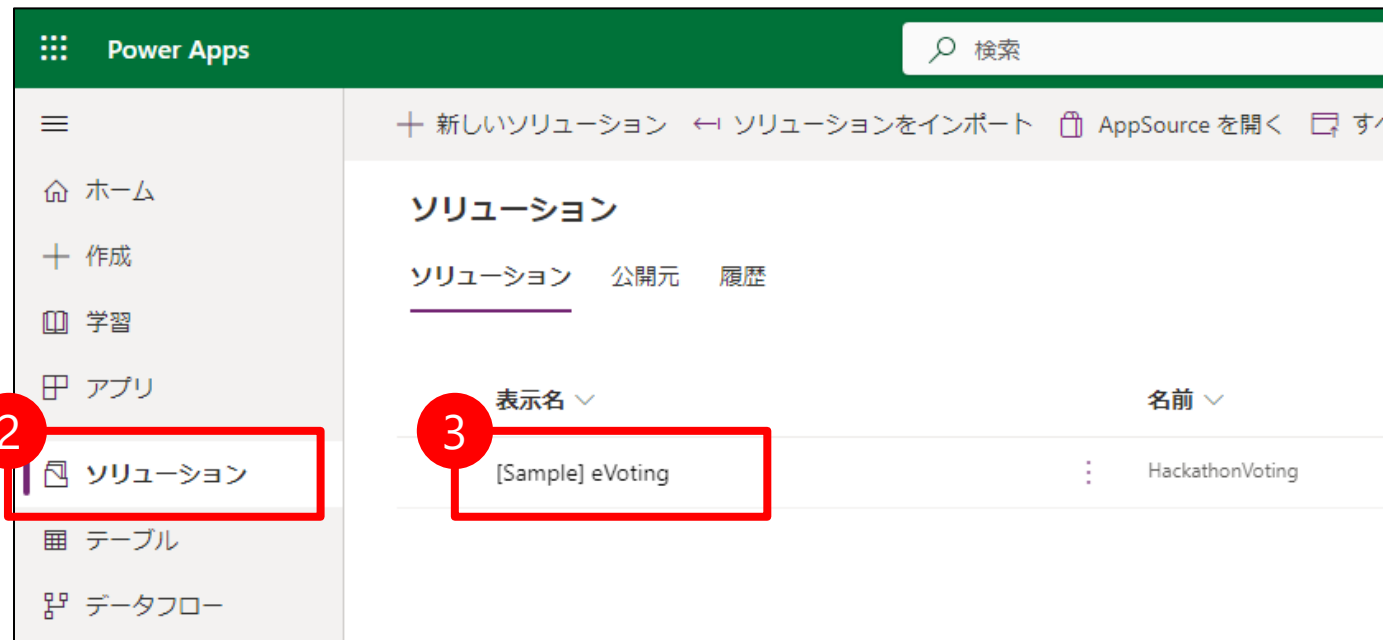 Power Apps
検索
新しいソリューション ソリューションをインポート AppSource を開く すべ
ホーム
作成
学習
アプリ
2
ソリューション
テーブル
データフロー
ソリューション
ソリューション 公開元 履歴
表示名 名前
3
[Sample] eVoting HackathonVoting